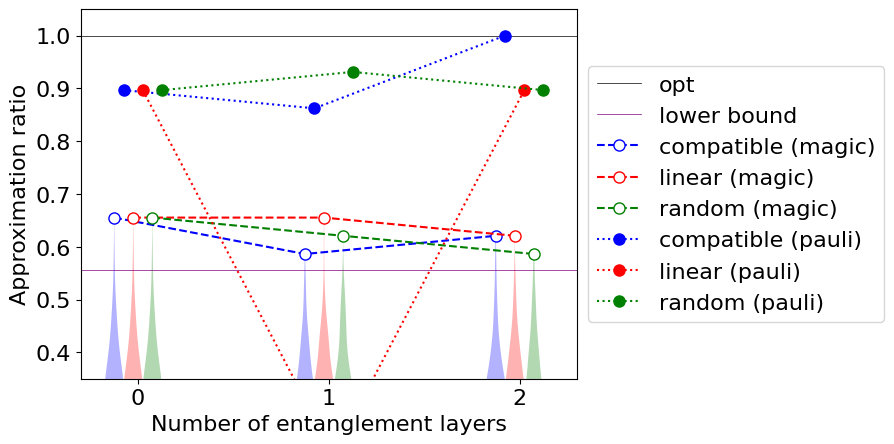 1.0
0.9
0.8
0.7
0.6
0.5
0.4
Approximation ratio
0 1 2
Number of entanglement layers
opt
lower bound
compatible (magic)
linear (magic)
random (magic)
compatible (pauli)
linear (pauli)
random (pauli)